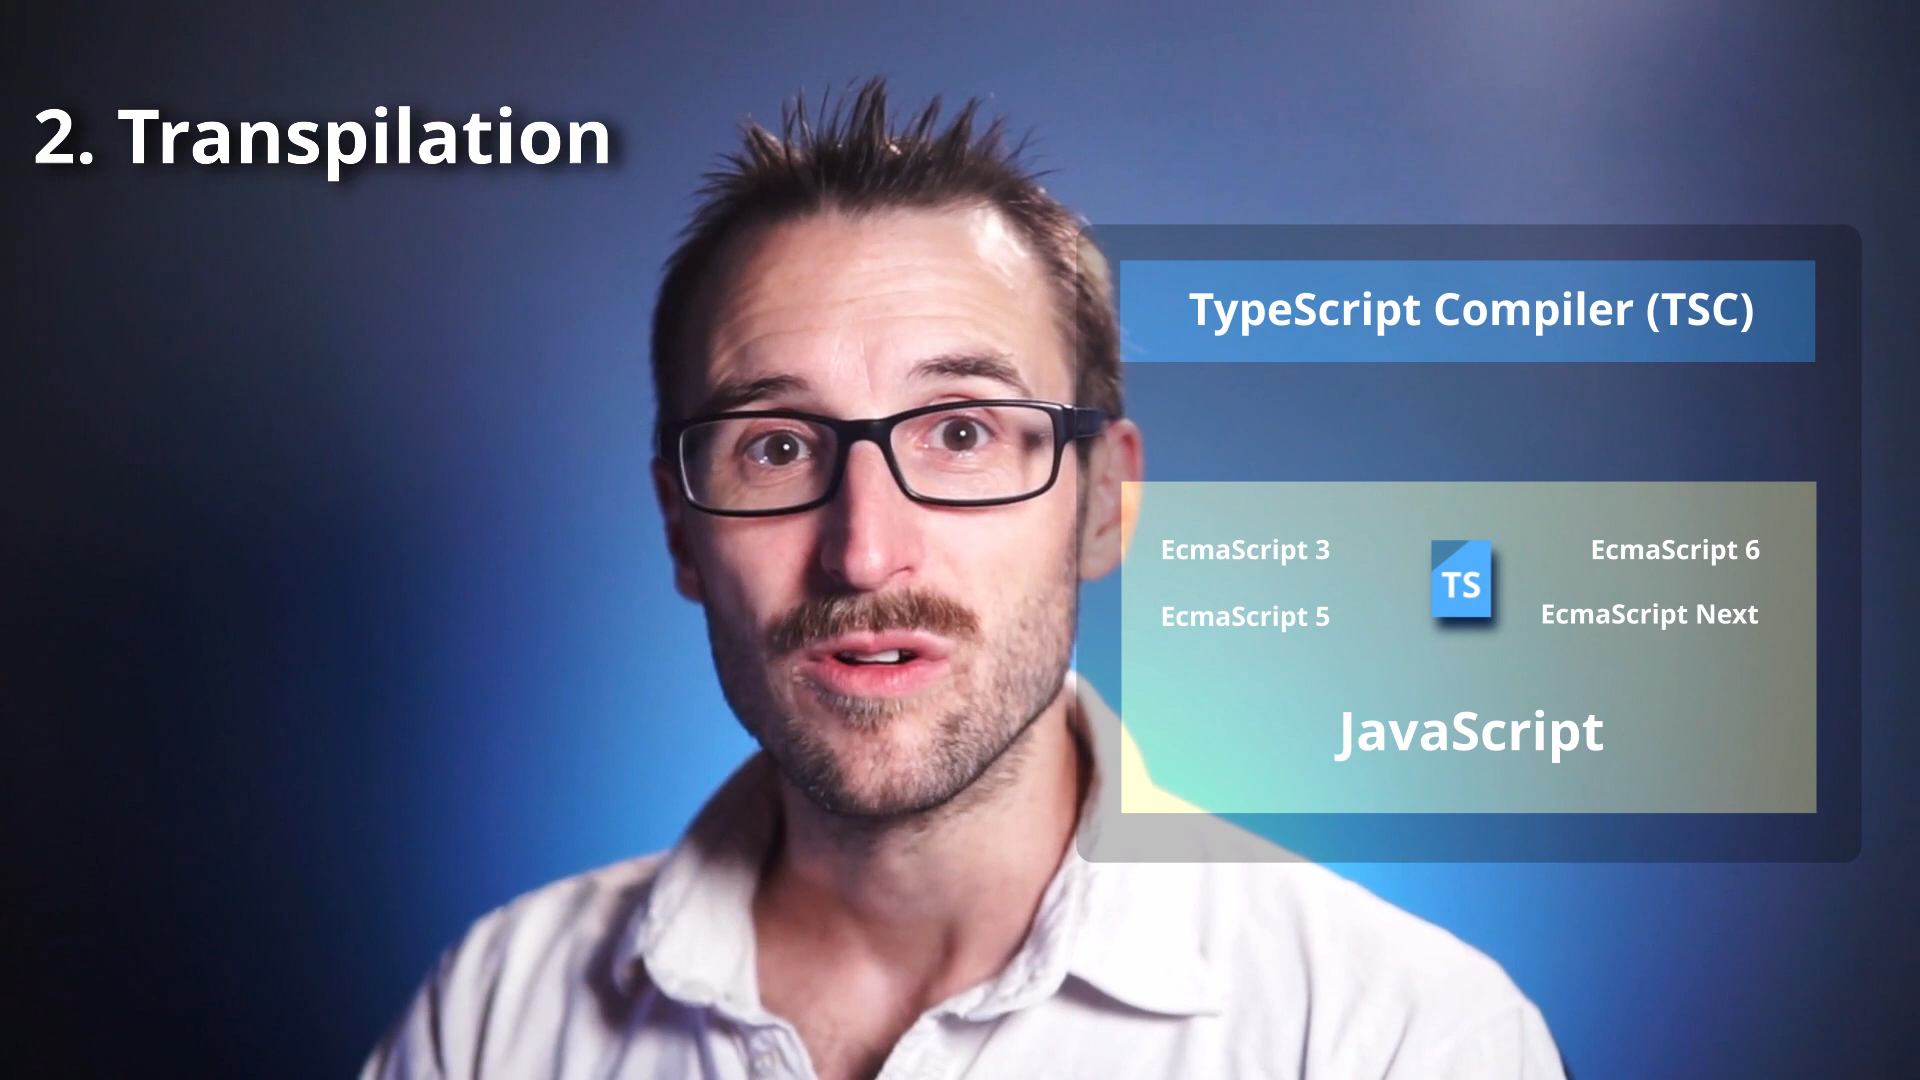 2. Transpilation
TypeScript Compiler (TSC)
EcmaScript 3
EcmaScript 6
TS
EcmaScript 5
EcmaScript Next
JavaScript